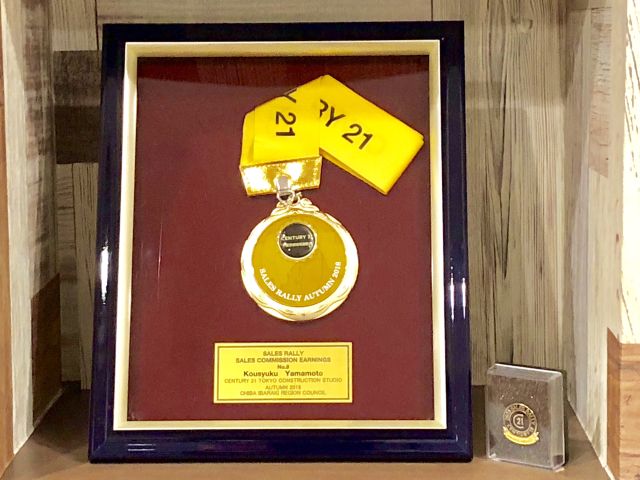 21
RY 21
CENTURY 21
SALES RALLY AUTUMN 2018
SALES RALLY
SALES COMMISSION EARNINGS
No.8
Kousyuku Yamamoto
CENTURY 21 TOKYO CONSTRUCTION STUDIO
AUTUMN 2018
CHIBA IBARAKI REGION COUNCIL
21